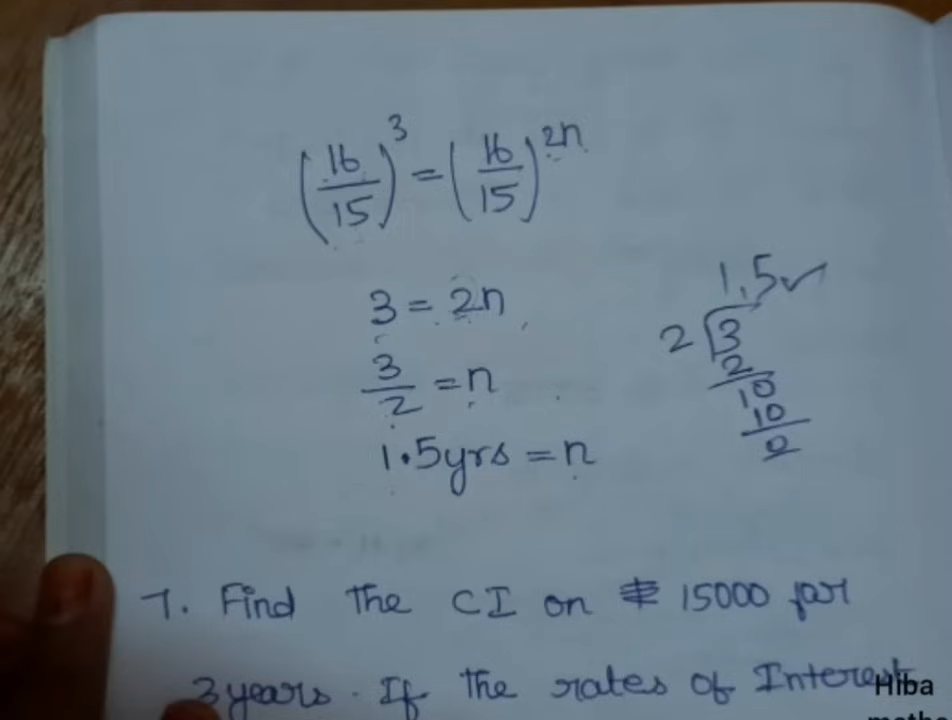 (16/15)^3 = (16/15)^2n
3 = 2n
3/2 = n
1.5yrs = n
1.5✓
2 3
2
10
10
0
7. Find the CI on ₹ 15000 for
3years. If the rates of Interest
Hiba
maths